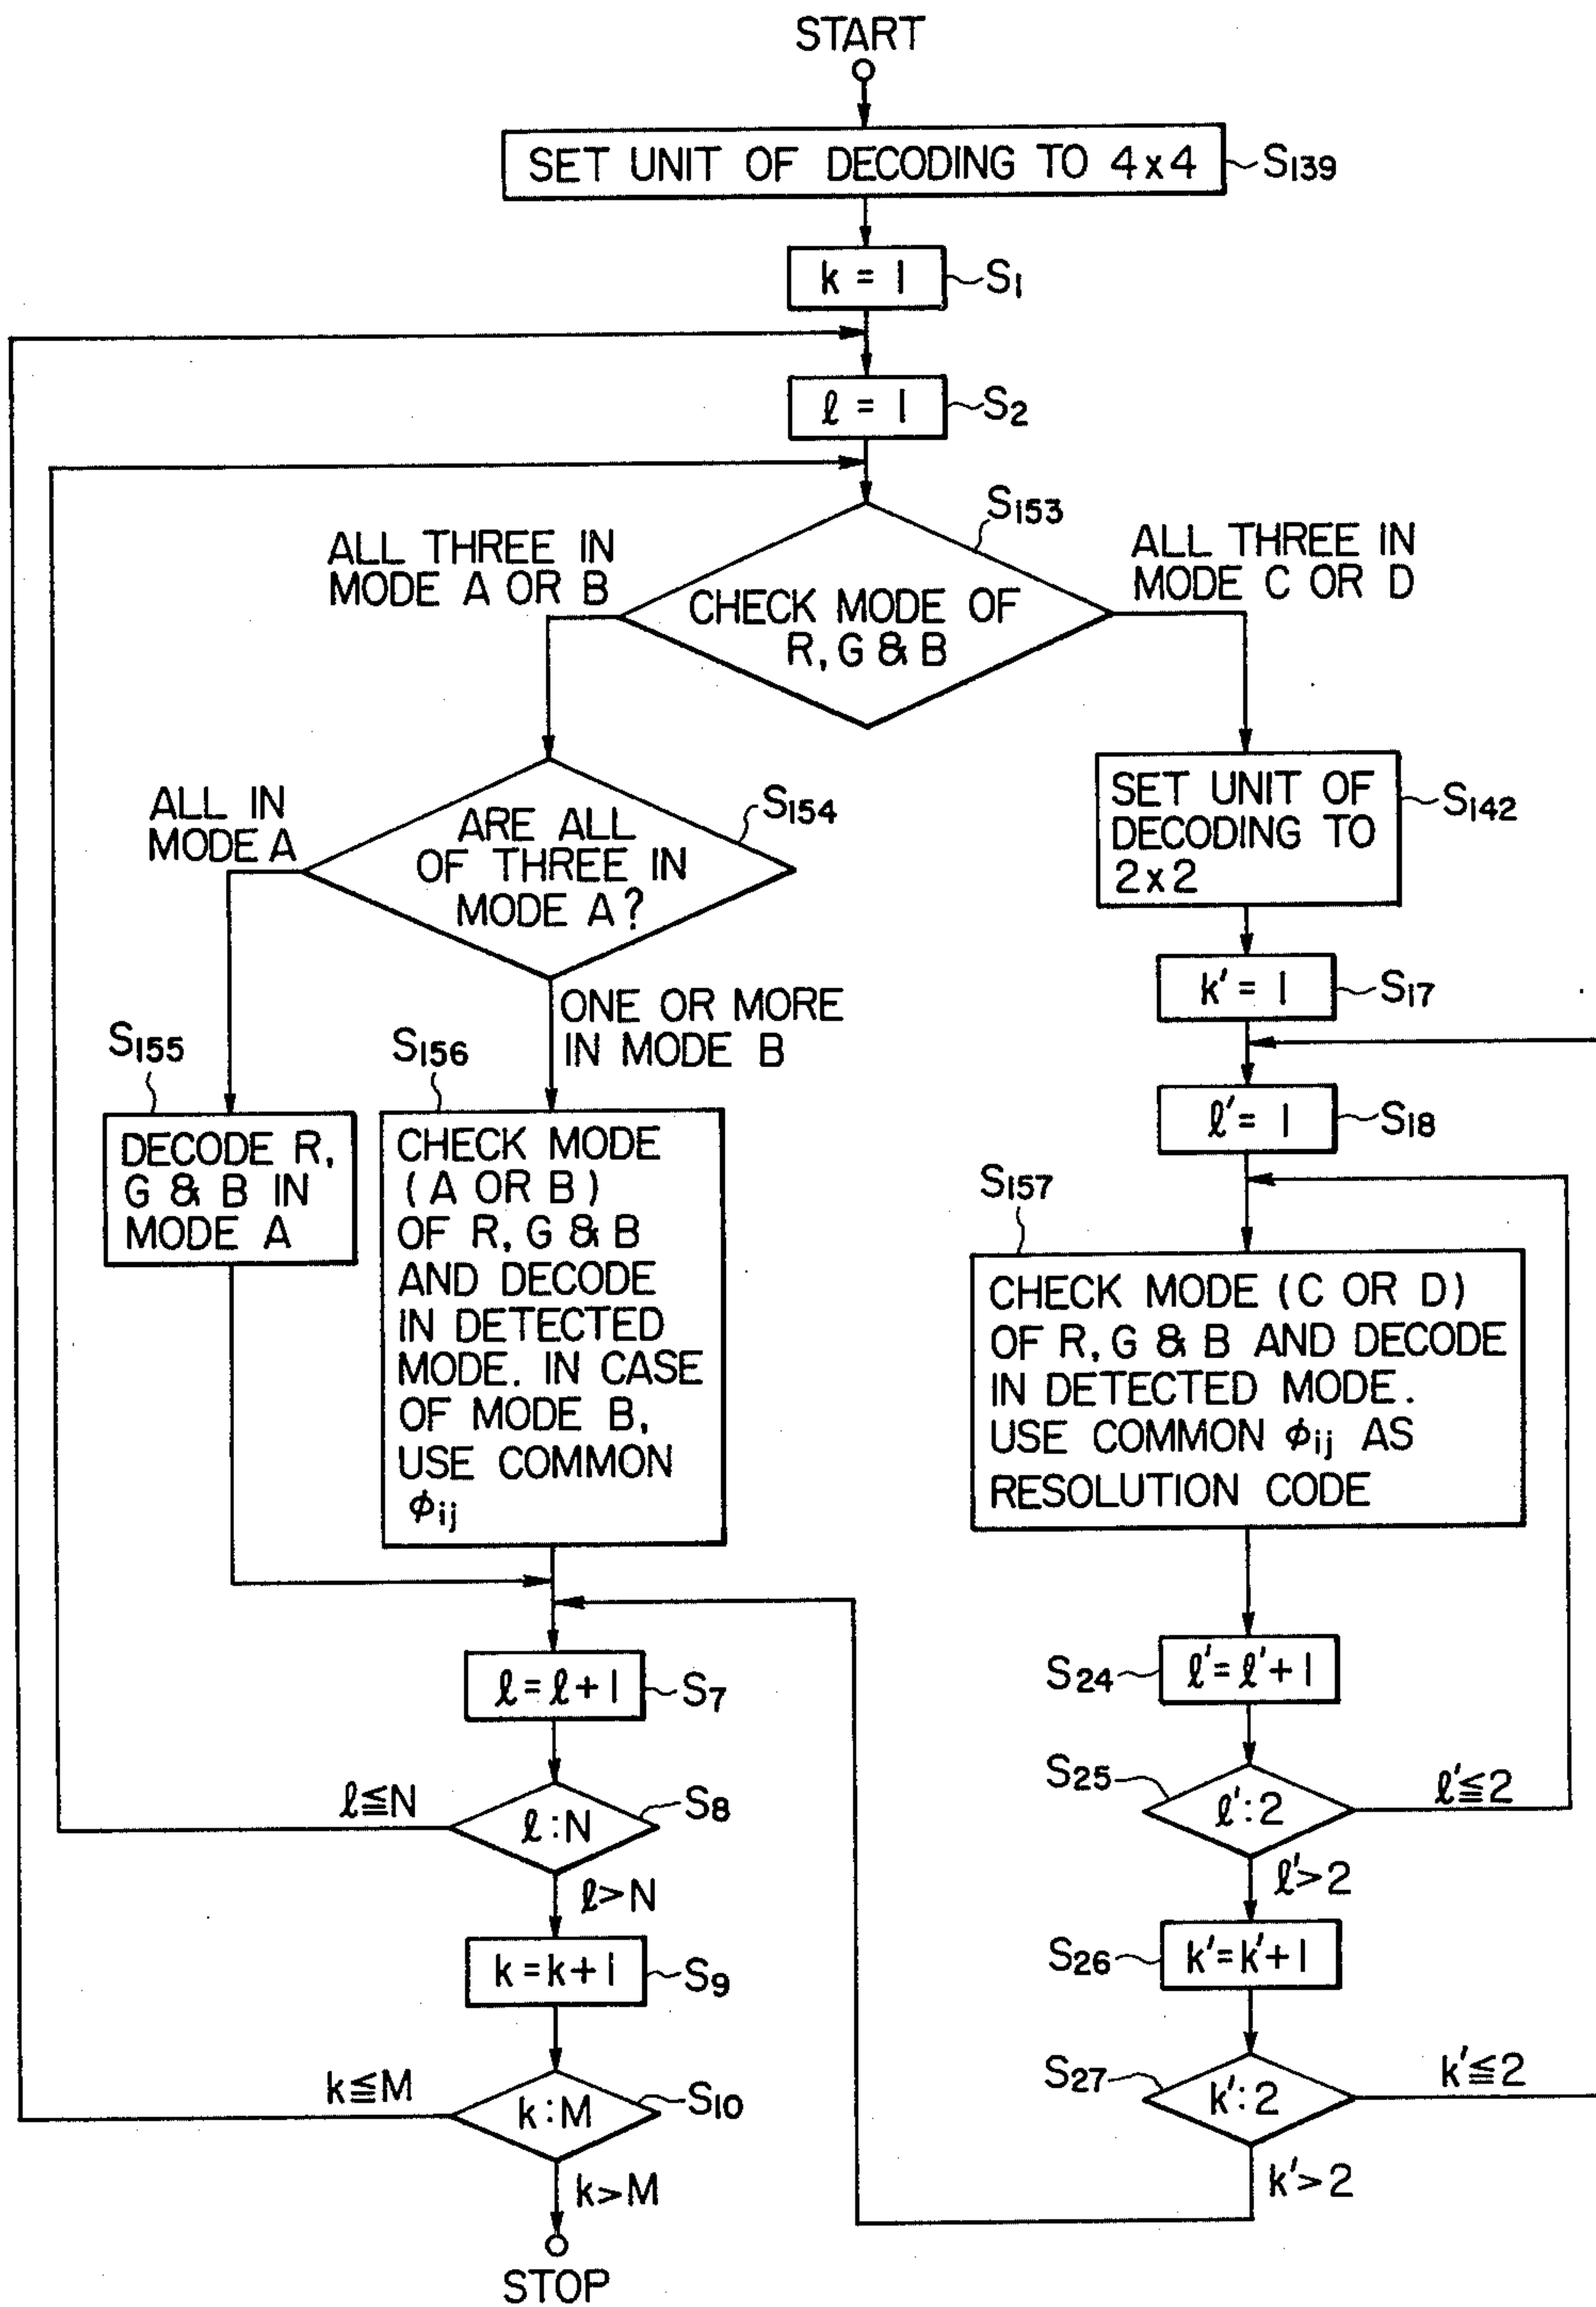 START
SET UNIT OF DECODING TO 4x4
S139
k = 1
S1
ℓ = 1
S2
S153
ALL THREE IN
MODE A OR B
ALL THREE IN
MODE C OR D
CHECK MODE OF
R, G & B
ALL IN
MODE A
S154
ARE ALL
OF THREE IN
MODE A?
SET UNIT OF
DECODING TO
2x2
S142
ONE OR MORE
IN MODE B
k' = 1
S17
S155
S156
DECODE R,
G & B IN
MODE A
CHECK MODE
(A OR B)
OF R, G & B
AND DECODE
IN DETECTED
MODE. IN CASE
OF MODE B,
USE COMMON
ϕij
ℓ' = 1
S18
S157
CHECK MODE (C OR D)
OF R, G & B AND DECODE
IN DETECTED MODE.
USE COMMON ϕij AS
RESOLUTION CODE
ℓ = ℓ + 1
S7
S24
ℓ' = ℓ' + 1
ℓ≦N
ℓ : N
S8
S25
ℓ' : 2
ℓ'≦2
ℓ>N
ℓ'>2
k = k + 1
S9
S26
k' = k' + 1
k≦M
k : M
S10
S27
k' : 2
k'≦2
k>M
k'>2
STOP